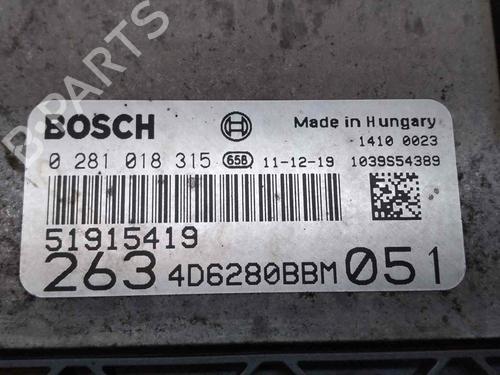 B-PARTS
BOSCH
Made in Hungary
1410 0023
0 281 018 315 658 11-12-19 1039S54389
51915419
263 4D6280BBM 051